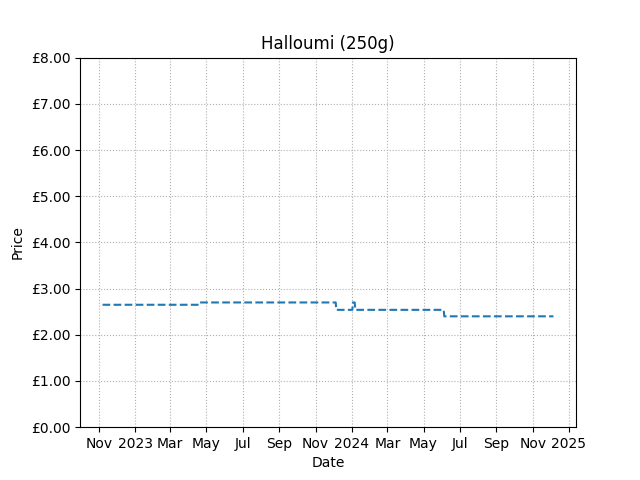 Halloumi (250g)
£8.00
£7.00
£6.00
£5.00
£4.00
£3.00
£2.00
£1.00
£0.00
Price
Nov 2023 Mar May Jul Sep Nov 2024 Mar May Jul Sep Nov 2025
Date